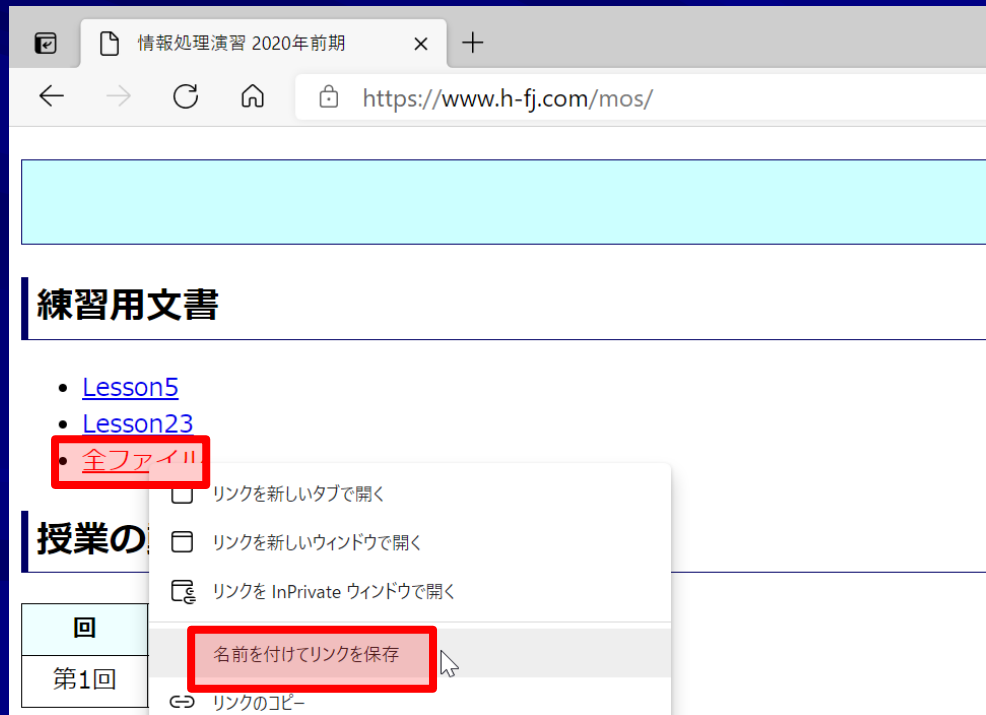 情報処理演習 2020年前期
https://www.h-fj.com/mos/
練習用文書
Lesson5
Lesson23
全ファイル
リンクを新しいタブで開く
授業の
リンクを新しいウィンドウで開く
リンクを InPrivate ウィンドウで開く
回
名前を付けてリンクを保存
第1回
リンクのコピー